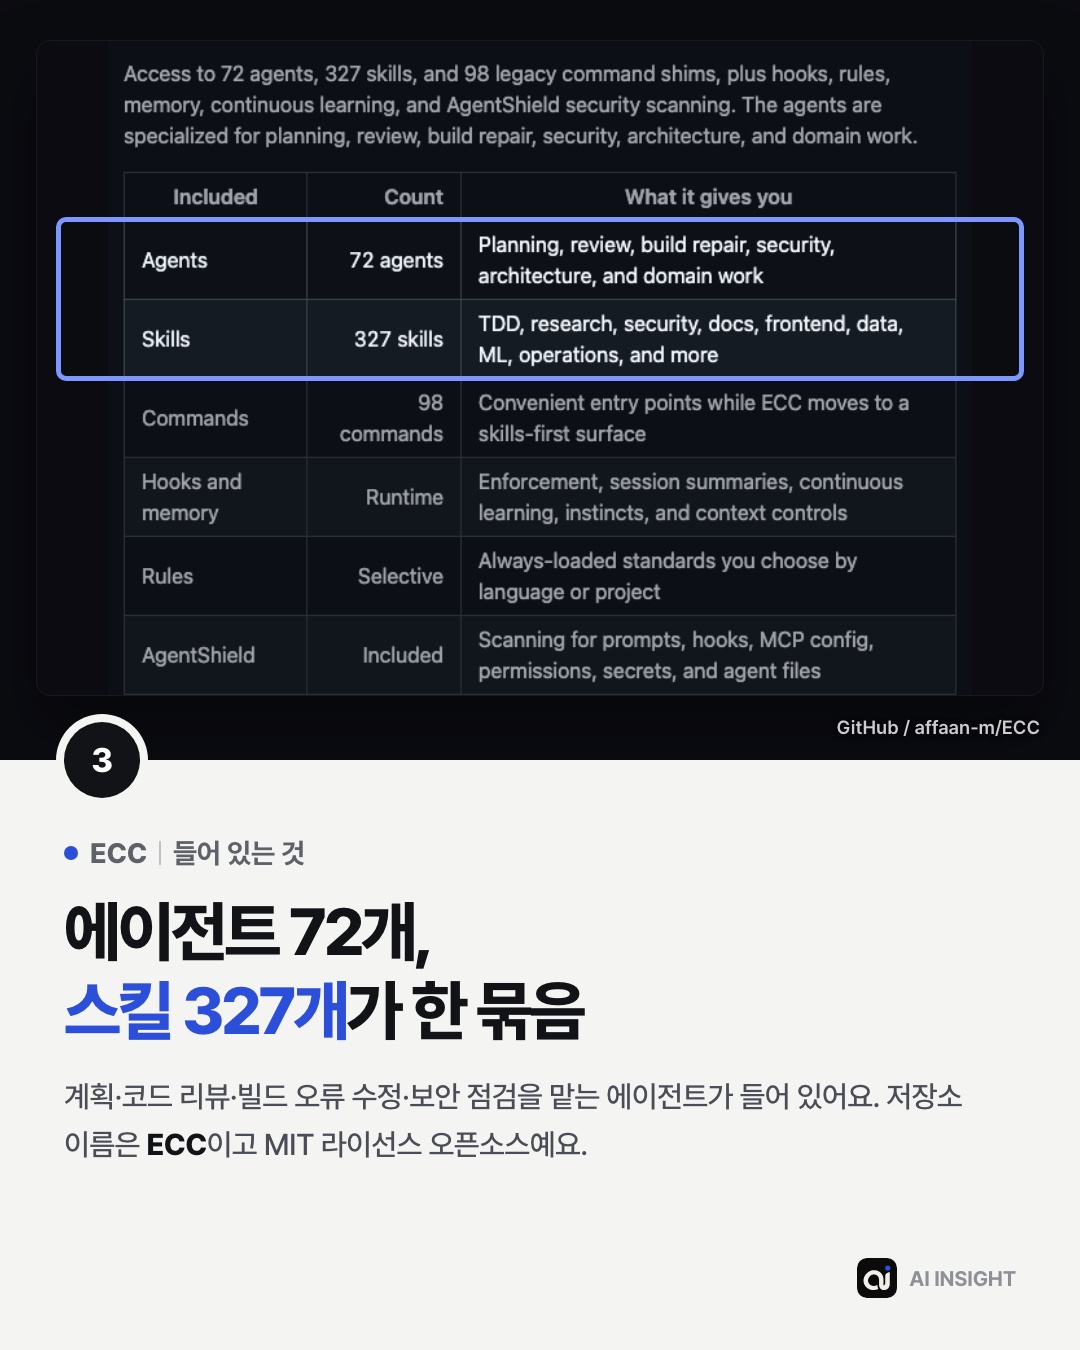 Access to 72 agents, 327 skills, and 98 legacy command shims, plus hooks, rules,
memory, continuous learning, and AgentShield security scanning. The agents are
specialized for planning, review, build repair, security, architecture, and domain work.
Included Count What it gives you
Agents 72 agents Planning, review, build repair, security,
architecture, and domain work
Skills 327 skills TDD, research, security, docs, frontend, data,
ML, operations, and more
Commands 98 commands Convenient entry points while ECC moves to a
skills-first surface
Hooks and memory Runtime Enforcement, session summaries, continuous
learning, instincts, and context controls
Rules Selective Always-loaded standards you choose by
language or project
AgentShield Included Scanning for prompts, hooks, MCP config,
permissions, secrets, and agent files
GitHub / affaan-m/ECC
3
ECC | 들어 있는 것
에이전트 72개,
스킬 327개가 한 묶음
계획·코드 리뷰·빌드 오류 수정·보안 점검을 맡는 에이전트가 들어 있어요. 저장소
이름은 ECC이고 MIT 라이선스 오픈소스예요.
ai AI INSIGHT